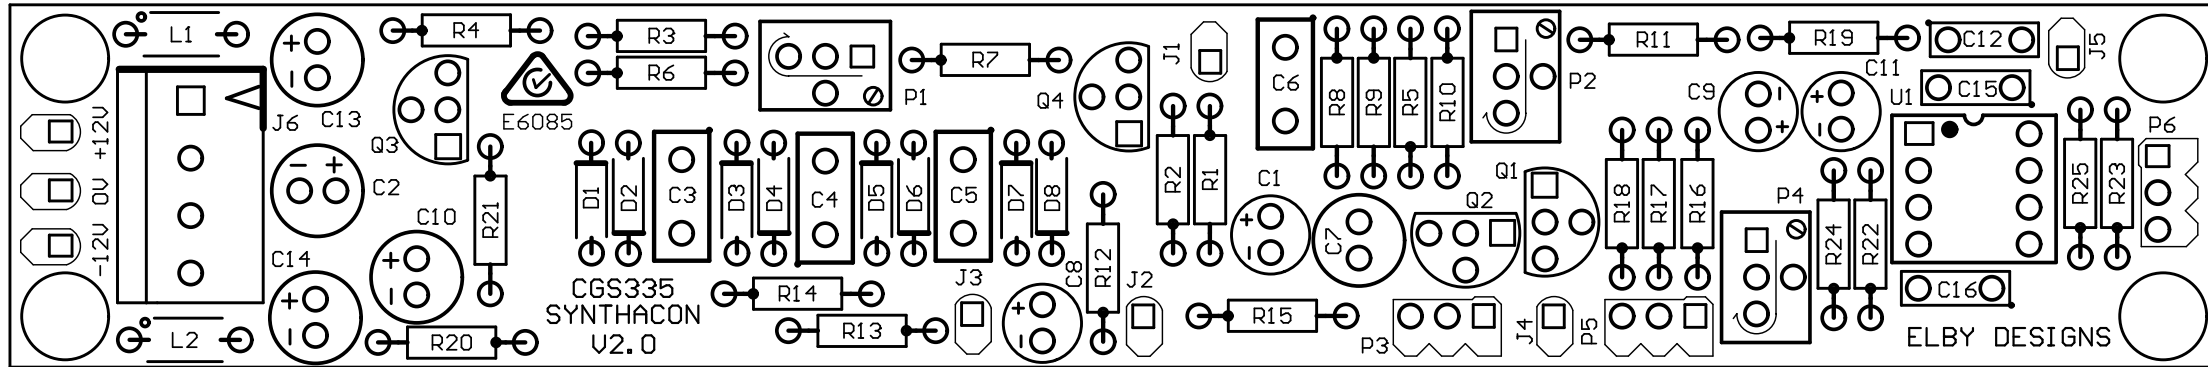 L1
R4
R3
R6
P1
R7
J1
C6
R8
R9
R5
R10
P2
R11
R19
C12
J5
+12V
0V
-12V
J6
C13
Q3
E6085
Q4
C9
C11
U1
C15
P6
C2
C10
R21
D1
D2
C3
D3
D4
C4
D5
D6
C5
D7
D8
R2
R1
C1
C7
Q2
Q1
R18
R17
R16
P4
R24
R22
R25
R23
C14
CGS335
SYNTHACON
V2.0
R14
R13
J3
C8
R12
J2
R15
P3
J4
P5
C16
ELBY DESIGNS
L2
R20